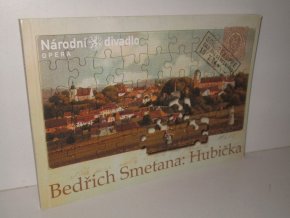 Národní divadlo
OPERA
Bedřich Smetana: Hubička